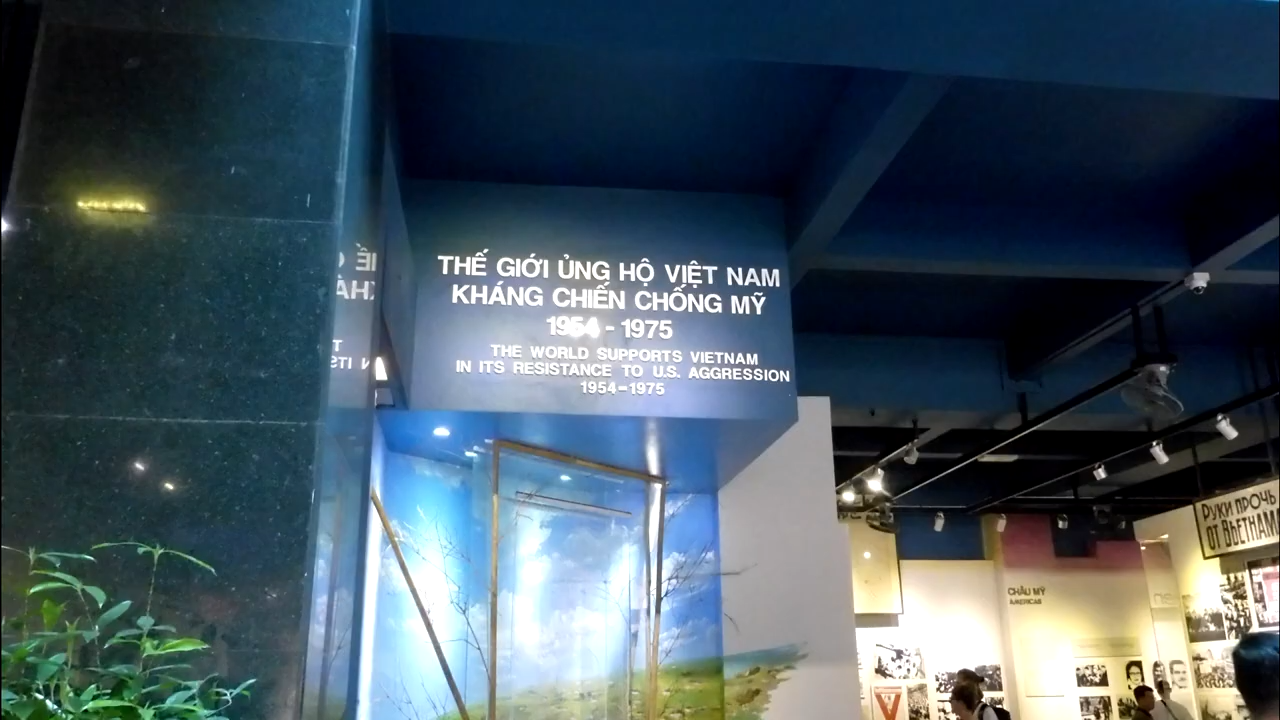 THẾ GIỚI ỦNG HỘ VIỆT NAM
KHÁNG CHIẾN CHỐNG MỸ
1954 - 1975
THE WORLD SUPPORTS VIETNAM
IN ITS RESISTANCE TO U.S. AGGRESSION
1954-1975
РУКИ ПРОЧЬ
ОТ ВЬЕТНАМА
CHÂU MỸ
AMERICAS